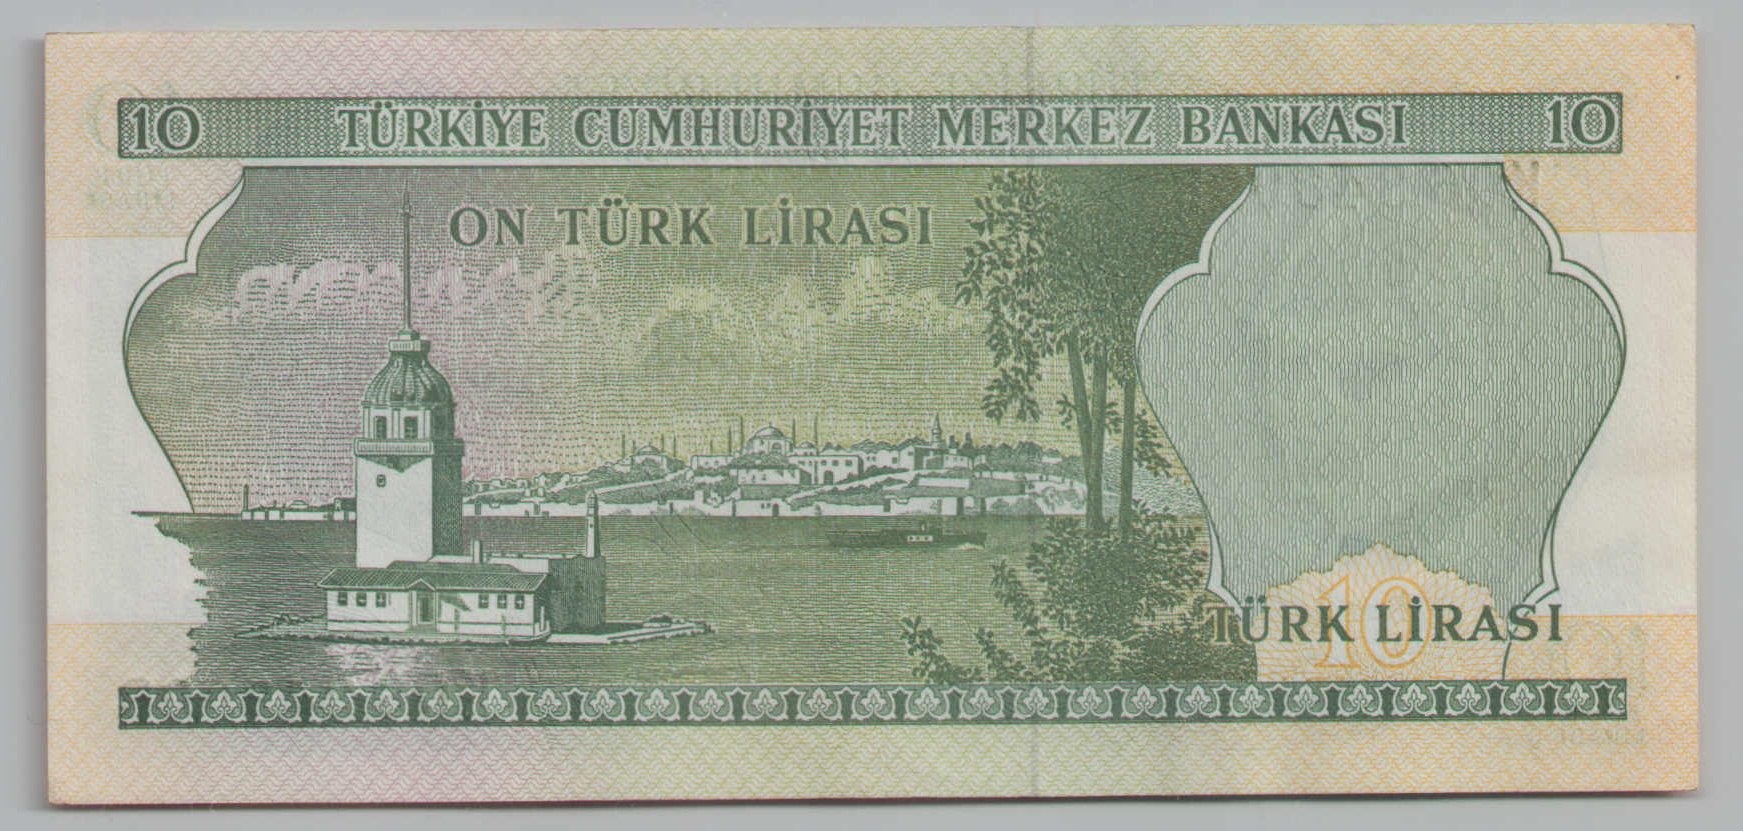 10 TÜRKİYE CUMHURİYET MERKEZ BANKASI 10
ON TÜRK LİRASI
10
TÜRK LİRASI